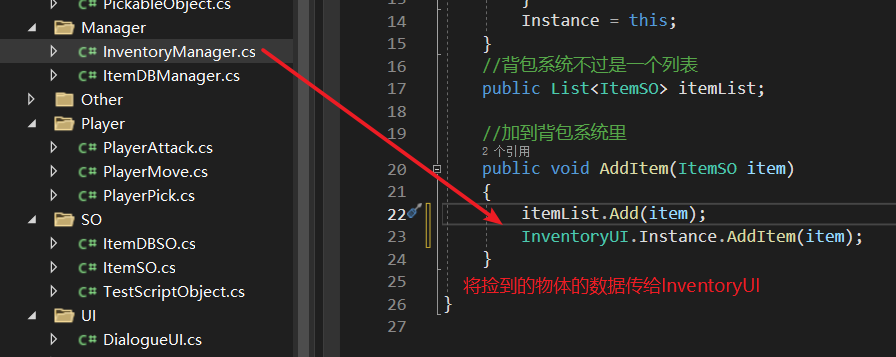 PickableObject.cs
Manager
C# InventoryManager.cs
C# ItemDBManager.cs
Other
Player
C# PlayerAttack.cs
C# PlayerMove.cs
C# PlayerPick.cs
SO
C# ItemDBSO.cs
C# ItemSO.cs
C# TestScriptObject.cs
UI
C# DialogueUI.cs
13 }
14 Instance = this;
15 }
16 //背包系统不过是一个列表
17 public List<ItemSO> itemList;
18
19 //加到背包系统里
2 个引用
20 public void AddItem(ItemSO item)
21 {
22 itemList.Add(item);
23 InventoryUI.Instance.AddItem(item);
24 }
25 将捡到的物体的数据传给InventoryUI
26 }
27